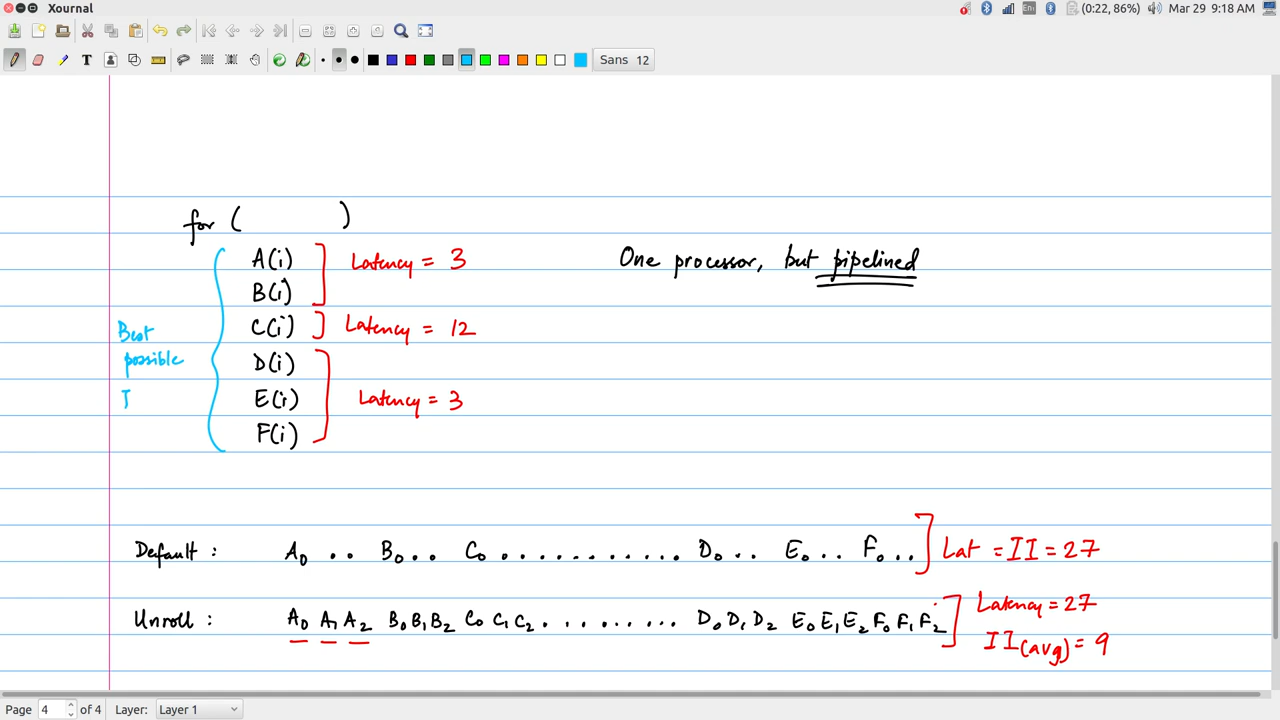 Xournal
(0:22, 86%) Mar 29 9:18 AM
Sans 12
for ( )
A(i)
B(i)
Latency = 3
One processor, but pipelined
C(i)
Latency = 12
D(i)
E(i)
F(i)
Latency = 3
Best
possible
I
Default : A₀ .. B₀ .. C₀ ........... D₀ .. E₀ .. F₀ .. Lat = II = 27
Unroll : A₀ A₁ A₂ B₀ B₁ B₂ C₀ C₁ C₂ ......... D₀ D₁ D₂ E₀ E₁ E₂ F₀ F₁ F₂
Latency = 27
II(avg) = 9
Page 4 of 4 Layer: Layer 1